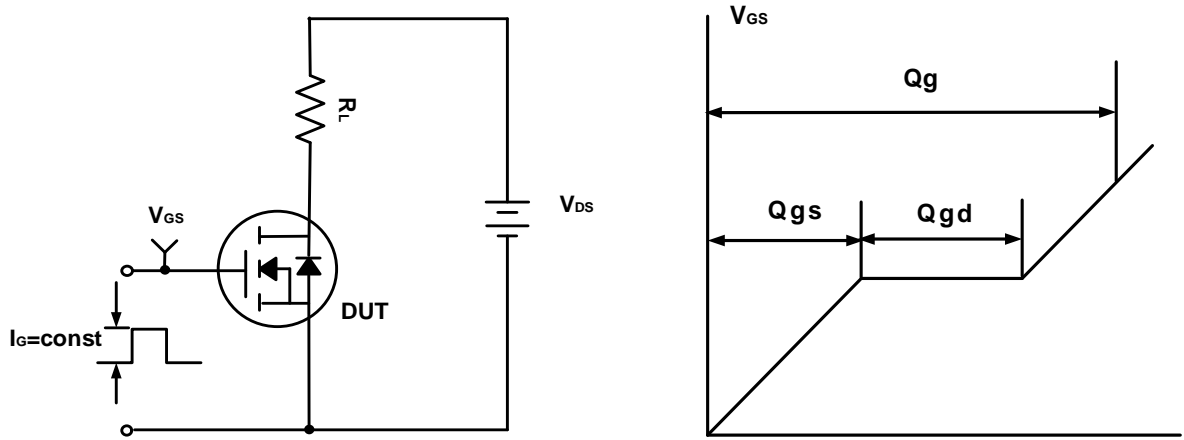 RL
VGS
VDS
DUT
IG=const
VGS
Qg
Qgs
Qgd